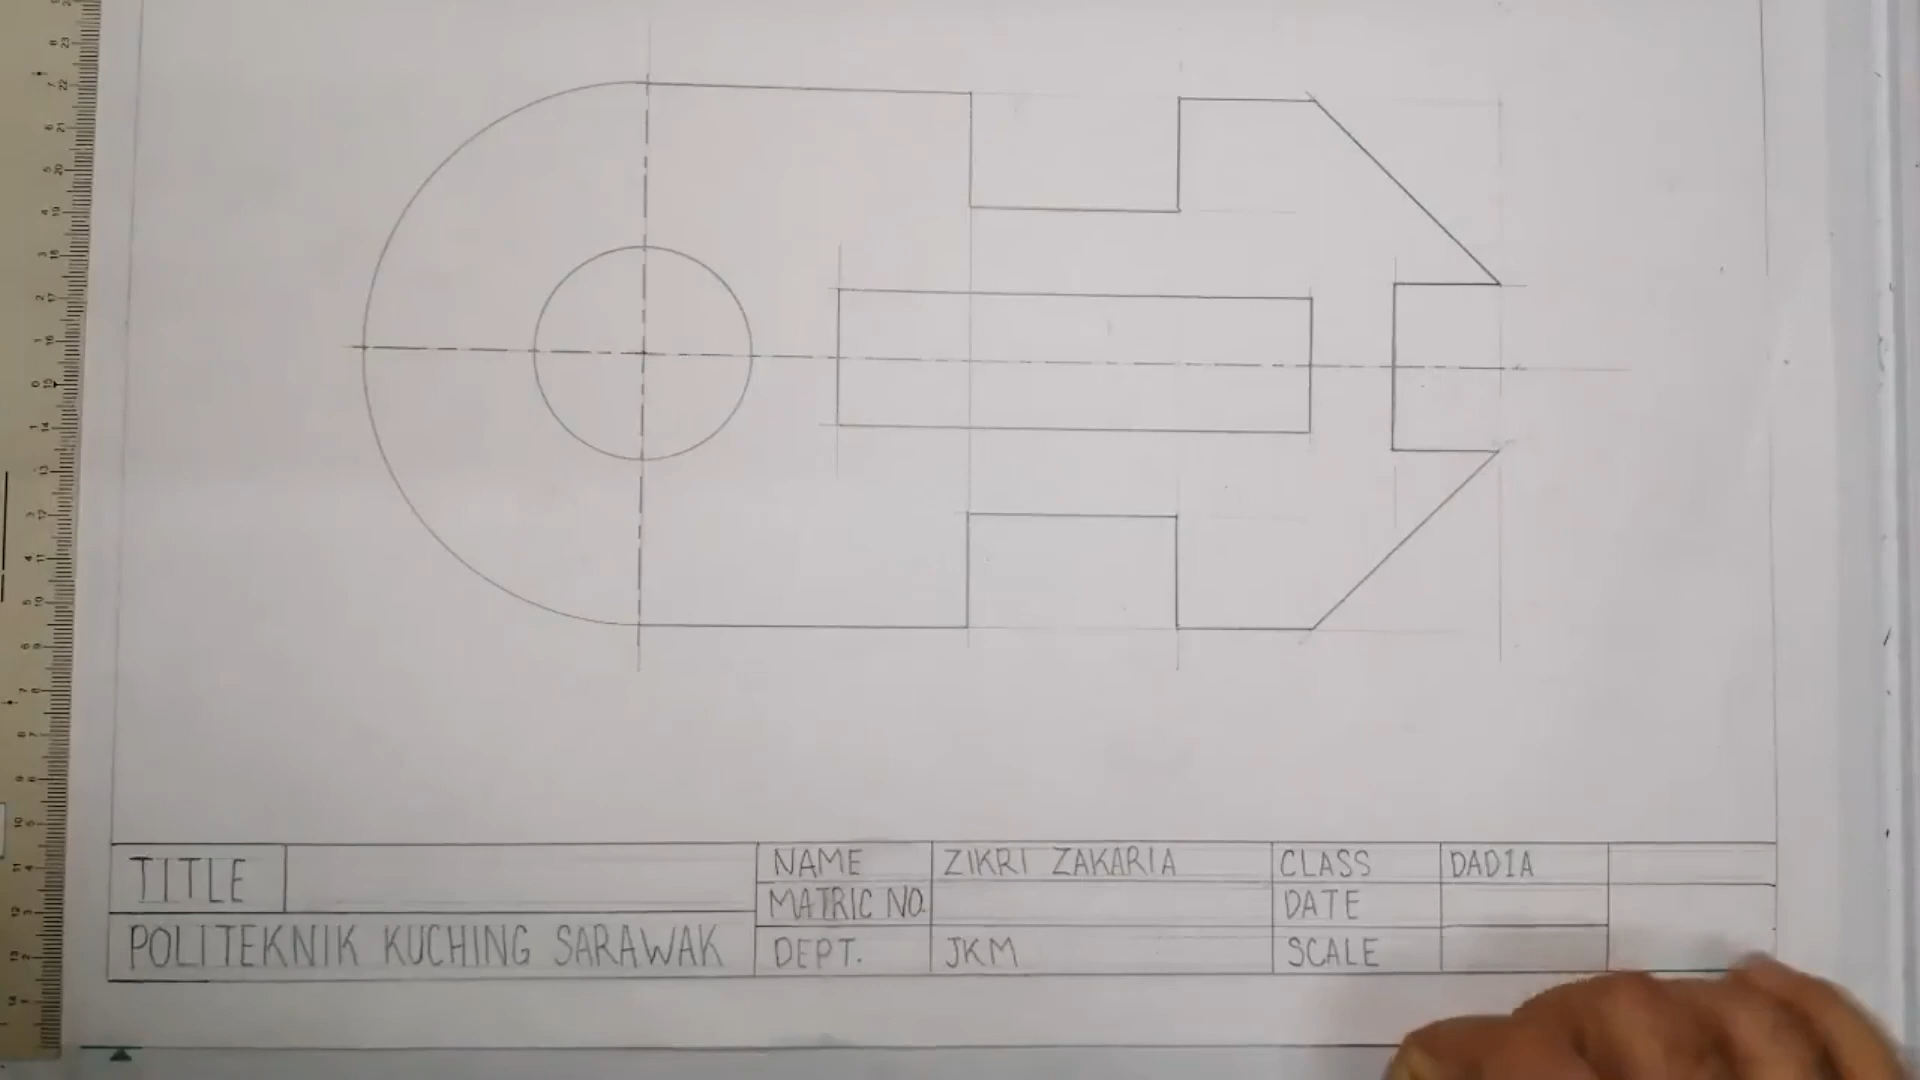 TITLE
POLITEKNIK KUCHING SARAWAK
NAME ZIKRI ZAKARIA CLASS DAD1A
MATRIC NO. DATE
DEPT. JKM SCALE